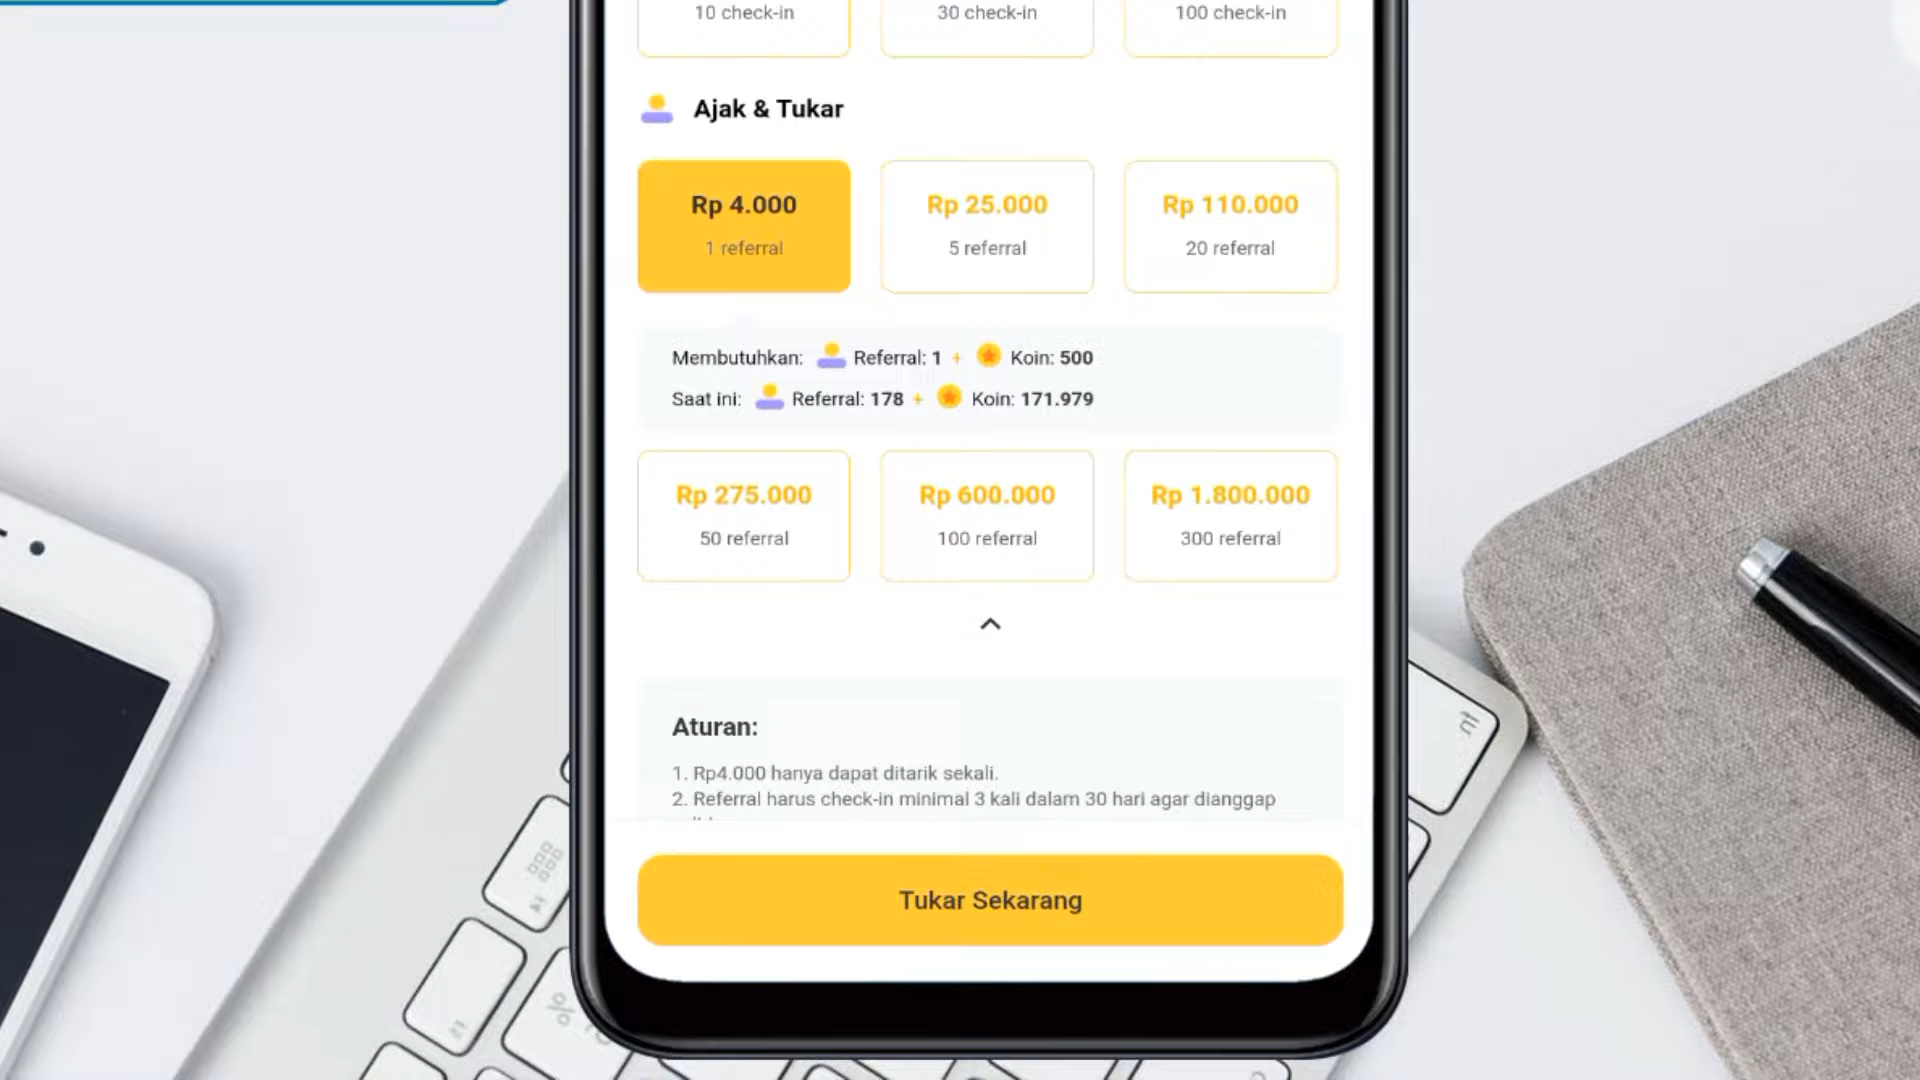 10 check-in
30 check-in
100 check-in
Ajak & Tukar
Rp 4.000
1 referral
Rp 25.000
5 referral
Rp 110.000
20 referral
Membutuhkan: Referral: 1 + Koin: 500
Saat ini: Referral: 178 + Koin: 171.979
Rp 275.000
50 referral
Rp 600.000
100 referral
Rp 1.800.000
300 referral
Aturan:
1. Rp4.000 hanya dapat ditarik sekali.
2. Referral harus check-in minimal 3 kali dalam 30 hari agar dianggap
Tukar Sekarang